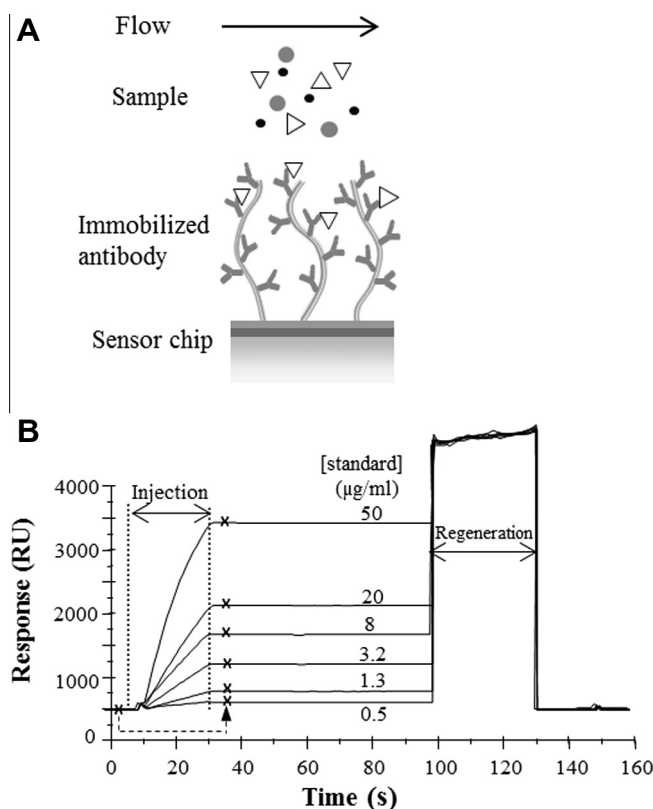 A
Flow
Sample
Immobilized
antibody
Sensor chip
B
[standard]
(µg/ml)
Injection
Regeneration
50
20
8
3.2
1.3
0.5
Response (RU)
4000
3000
2000
1000
0
0 20 40 60 80 100 120 140 160
Time (s)